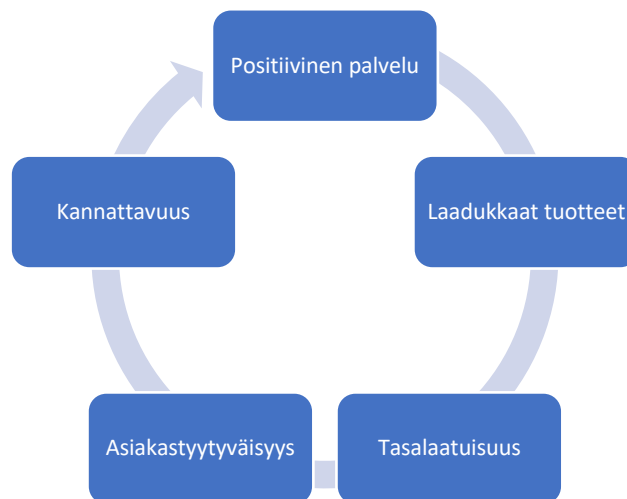 Positiivinen palvelu
Laadukkaat tuotteet
Tasalaatuisuus
Asiakastyytyväisyys
Kannattavuus